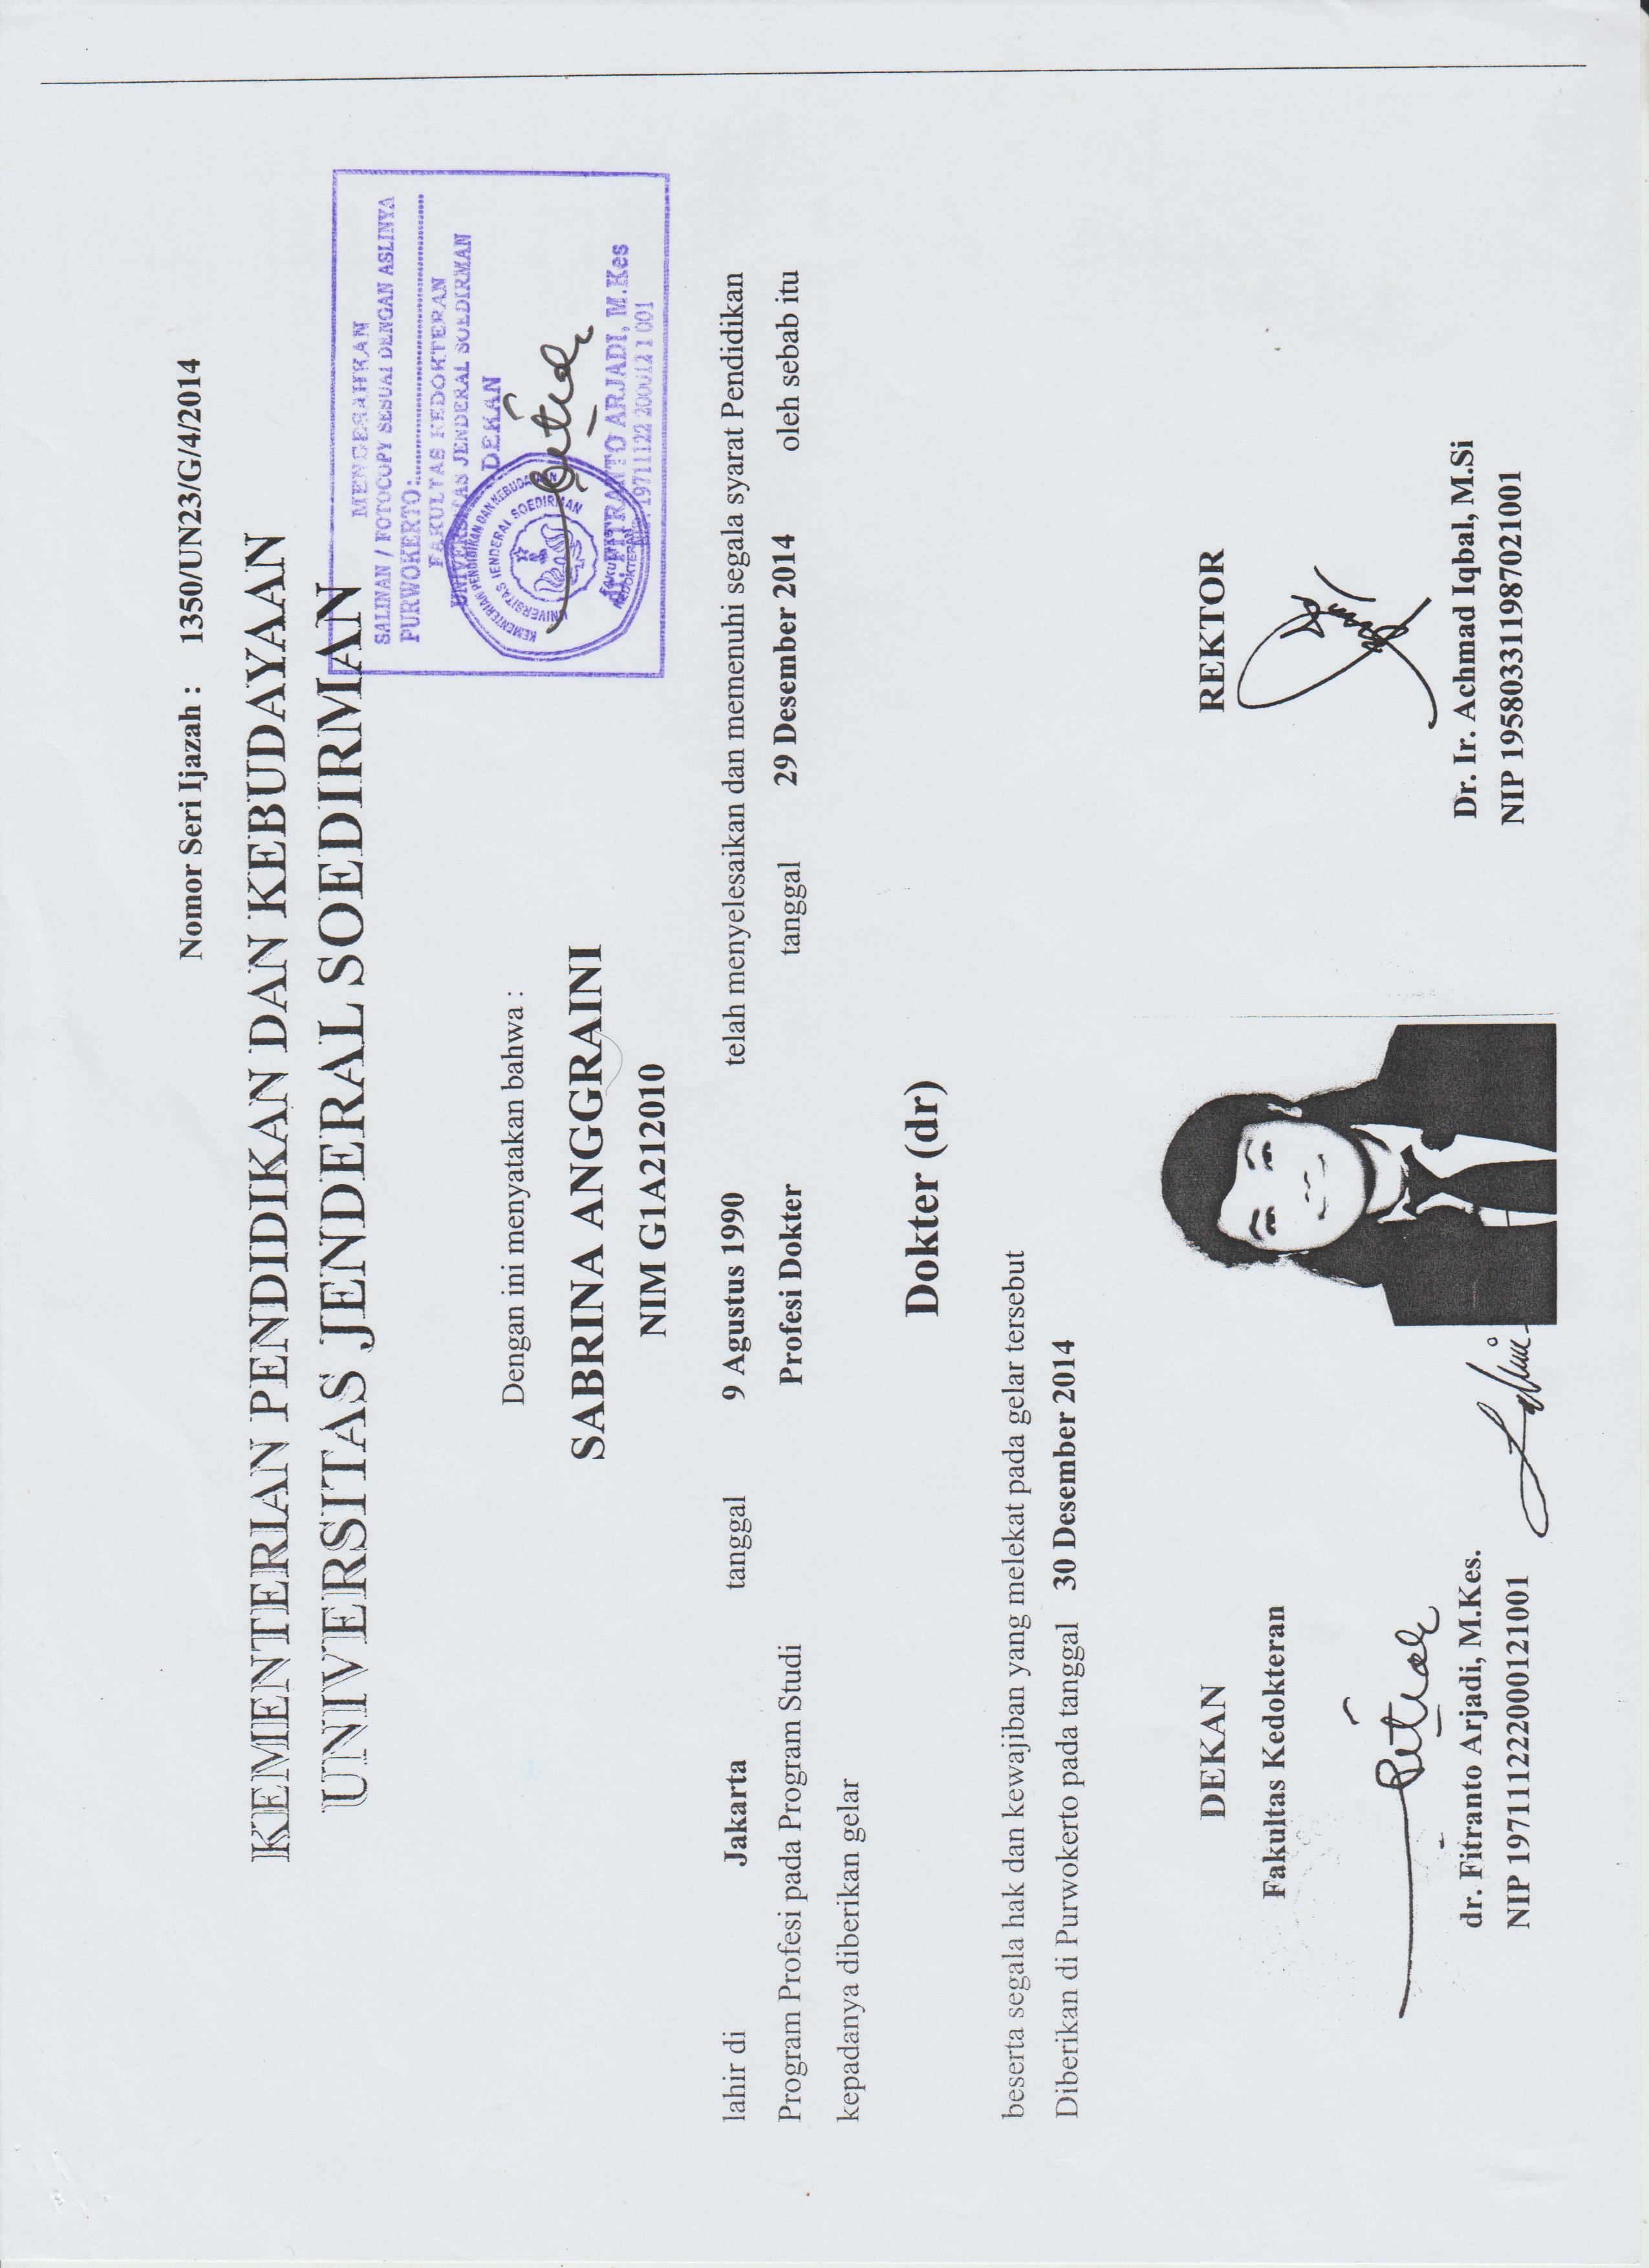 Nomor Seri Ijazah : 1350/UN23/G/4/2014
KEMENTERIAN PENDIDIKAN DAN KEBUDAYAAN
UNIVERSITAS JENDERAL SOEDIRMAN
MENGESAHKAN
SALINAN / FOTOCOPY SESUAI DENGAN ASLINYA
PURWOKERTO:
FAKULTAS KEDOKTERAN
UNIVERSITAS JENDERAL SOEDIRMAN
DEKAN
KEMENTERIAN PENDIDIKAN DAN KEBUDAYAAN
UNIVERSITAS JENDERAL SOEDIRMAN
FAKULTAS
KEDOKTERAN
dr. FITRANTO ARJADI, M.Kes
19711122 200012 1 001
Dengan ini menyatakan bahwa :
SABRINA ANGGRAINI
NIM G1A212010
lahir di Jakarta tanggal 9 Agustus 1990 telah menyelesaikan dan memenuhi segala syarat Pendidikan
Program Profesi pada Program Studi Profesi Dokter tanggal 29 Desember 2014 oleh sebab itu
kepadanya diberikan gelar
Dokter (dr)
beserta segala hak dan kewajiban yang melekat pada gelar tersebut
Diberikan di Purwokerto pada tanggal 30 Desember 2014
DEKAN
Fakultas Kedokteran
dr. Fitranto Arjadi, M.Kes.
NIP 197111222000121001
REKTOR
Dr. Ir. Achmad Iqbal, M.Si
NIP 195803311987021001